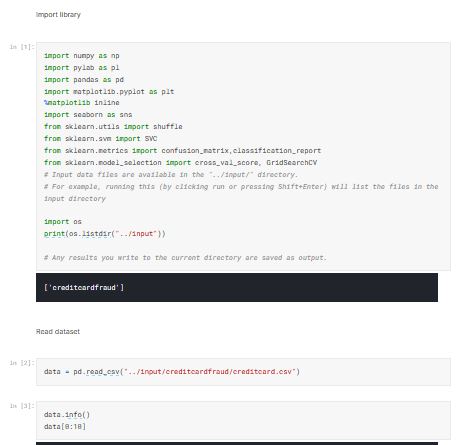 Import library
In [1]:
import numpy as np
import pylab as pl
import pandas as pd
import matplotlib.pyplot as plt
%matplotlib inline
import seaborn as sns
from sklearn.utils import shuffle
from sklearn.svm import SVC
from sklearn.metrics import confusion_matrix,classification_report
from sklearn.model_selection import cross_val_score, GridSearchCV
# Input data files are available in the "../input/" directory.
# For example, running this (by clicking run or pressing Shift+Enter) will list the files in the
input directory
import os
print(os.listdir("../input"))
# Any results you write to the current directory are saved as output.
['creditcardfraud']
Read dataset
In [2]:
data = pd.read_csv("../input/creditcardfraud/creditcard.csv")
In [3]:
data.info()
data[0:10]